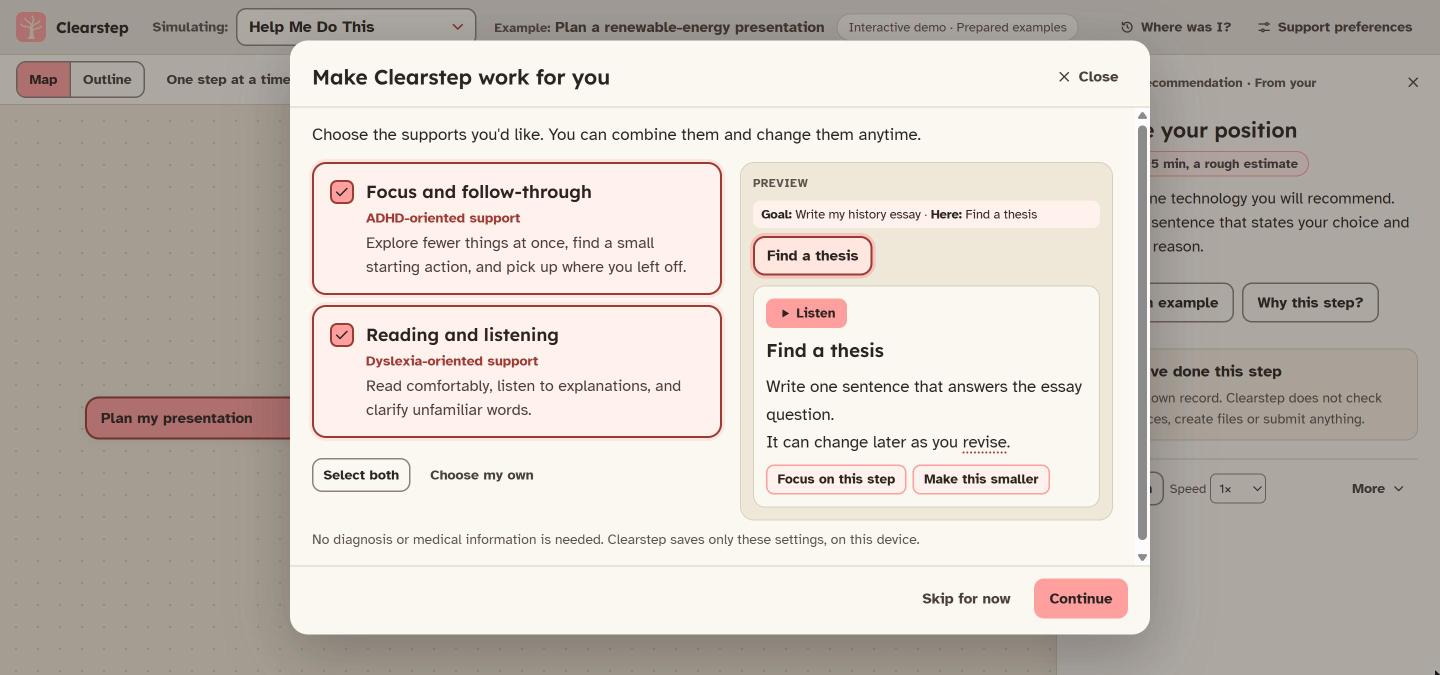 Clearstep
Simulating:
Help Me Do This
Example: Plan a renewable-energy presentation
Interactive demo · Prepared examples
Where was I?
Support preferences
Map
Outline
One step at a time
Make Clearstep work for you
Close
Choose the supports you'd like. You can combine them and change them anytime.
Focus and follow-through
ADHD-oriented support
Explore fewer things at once, find a small
starting action, and pick up where you left off.
Reading and listening
Dyslexia-oriented support
Read comfortably, listen to explanations, and
clarify unfamiliar words.
Select both
Choose my own
PREVIEW
Goal: Write my history essay · Here: Find a thesis
Find a thesis
Listen
Find a thesis
Write one sentence that answers the essay
question.
It can change later as you revise.
Focus on this step
Make this smaller
No diagnosis or medical information is needed. Clearstep saves only these settings, on this device.
Skip for now
Continue
Plan my presentation
· From your
your position
5 min, a rough estimate
technology you will recommend.
sentence that states your choice and
reason.
example
Why this step?
done this step
own record. Clearstep does not check
create files or submit anything.
Speed
1×
More